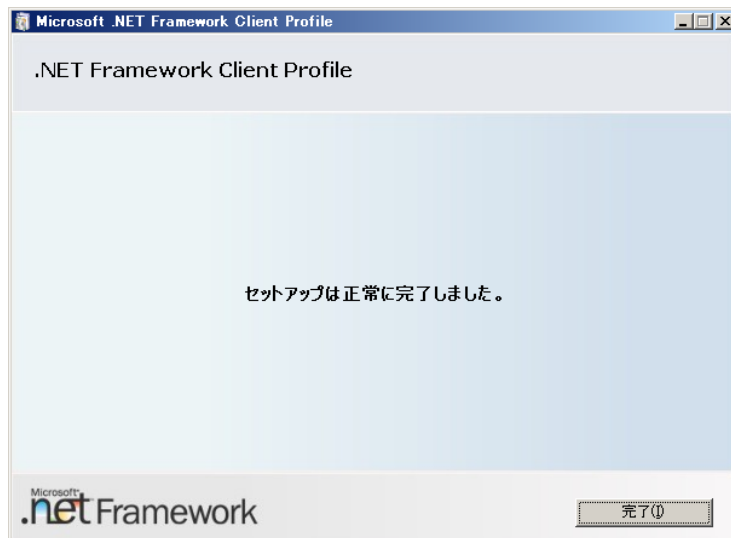 Microsoft .NET Framework Client Profile
.NET Framework Client Profile
セットアップは正常に完了しました。
Microsoft
.net Framework
完了(I)